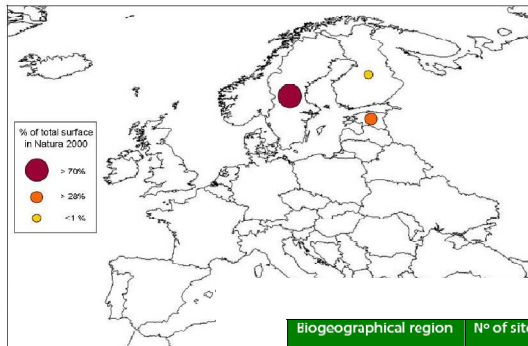 % of total surface
in Natura 2000
> 70%
> 28%
<1 %
Biogeographical region
Nº of sit